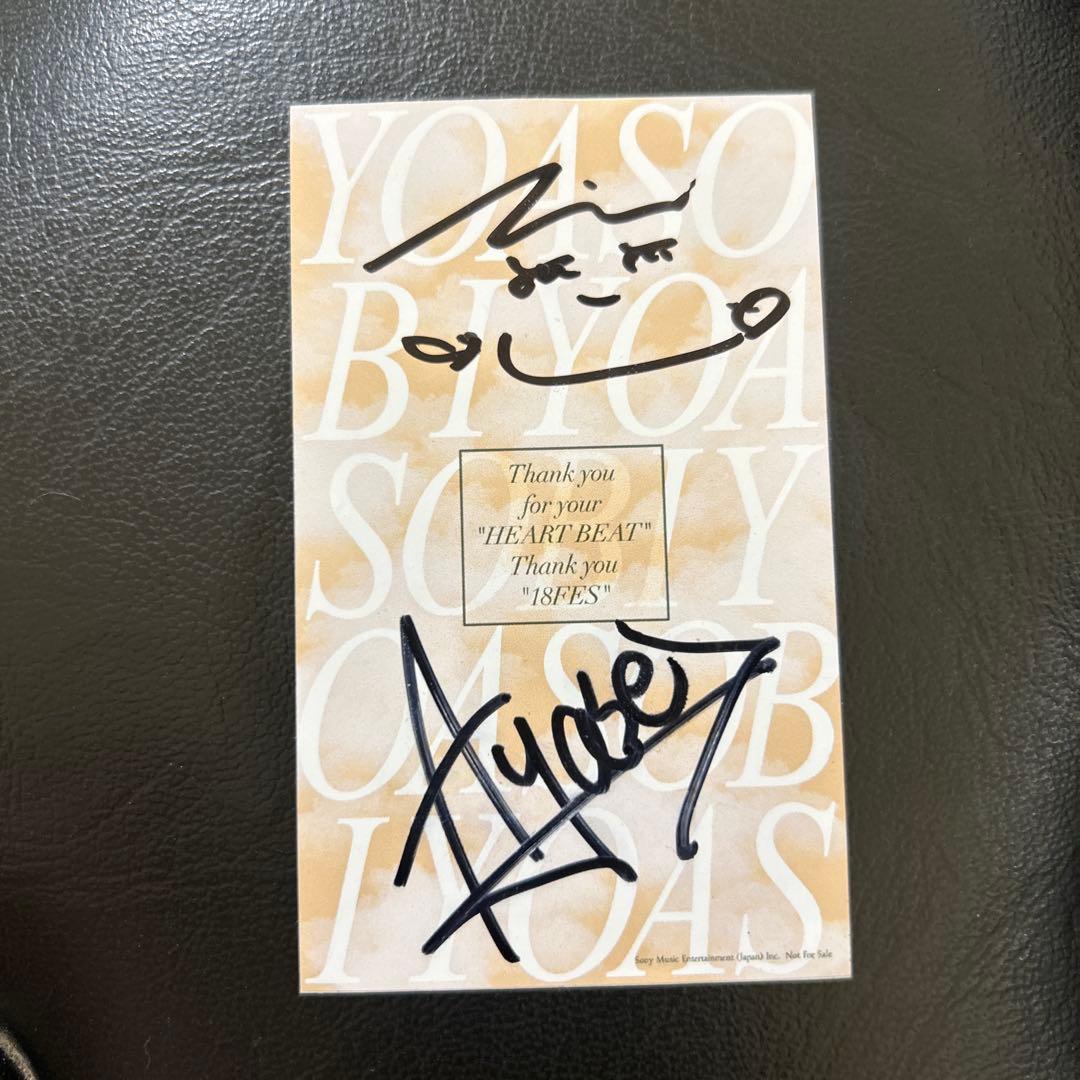 YOASO
BIYOA
SOBIY
OASOB
IYOAS
Thank you
for your
"HEART BEAT"
Thank you
"18FES"
Ayase
Sony Music Entertainment (Japan) Inc. Not For Sale